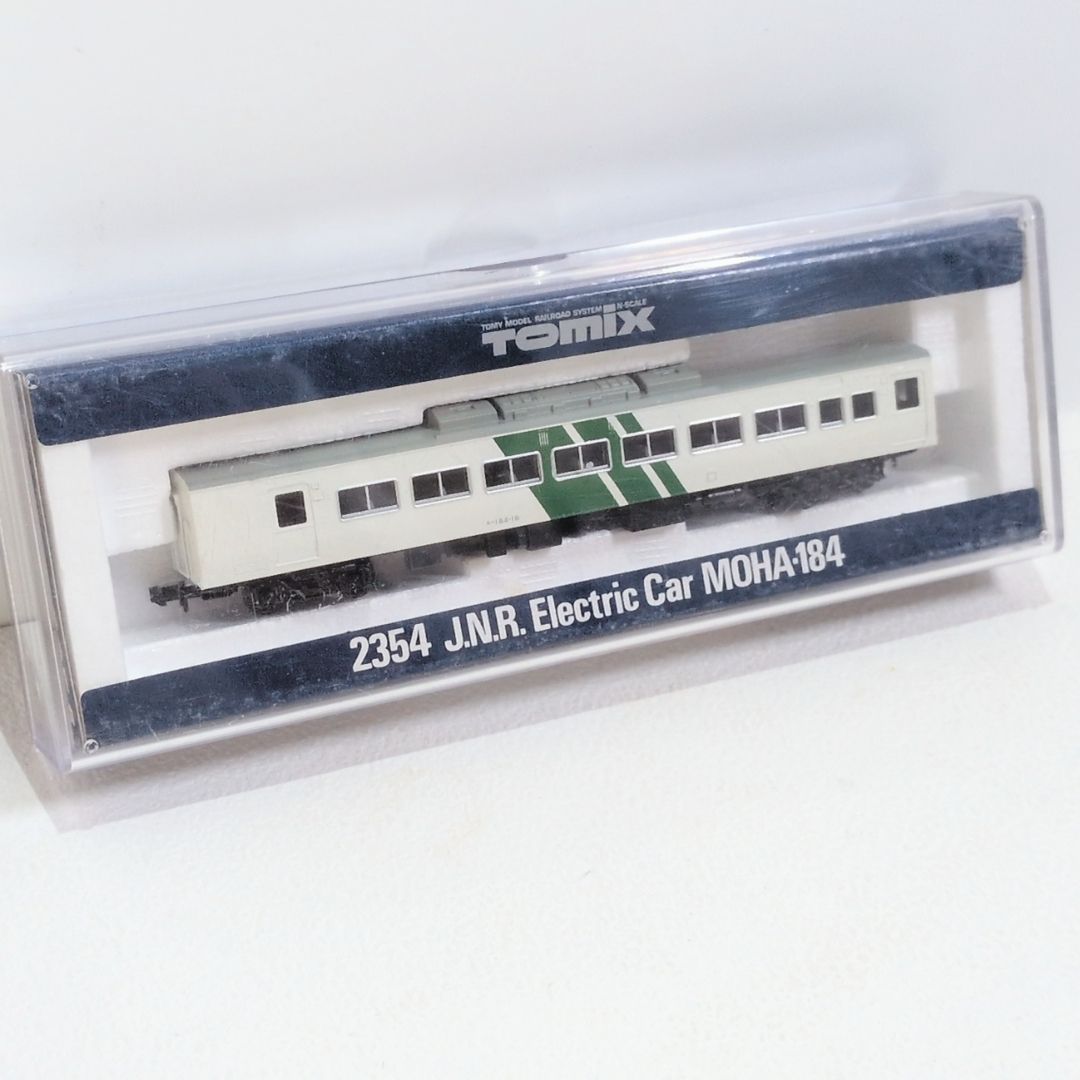 TOMY MODEL RAILROAD SYSTEM N-SCALE
TOMIX
2354 J.N.R. Electric Car MOHA·184